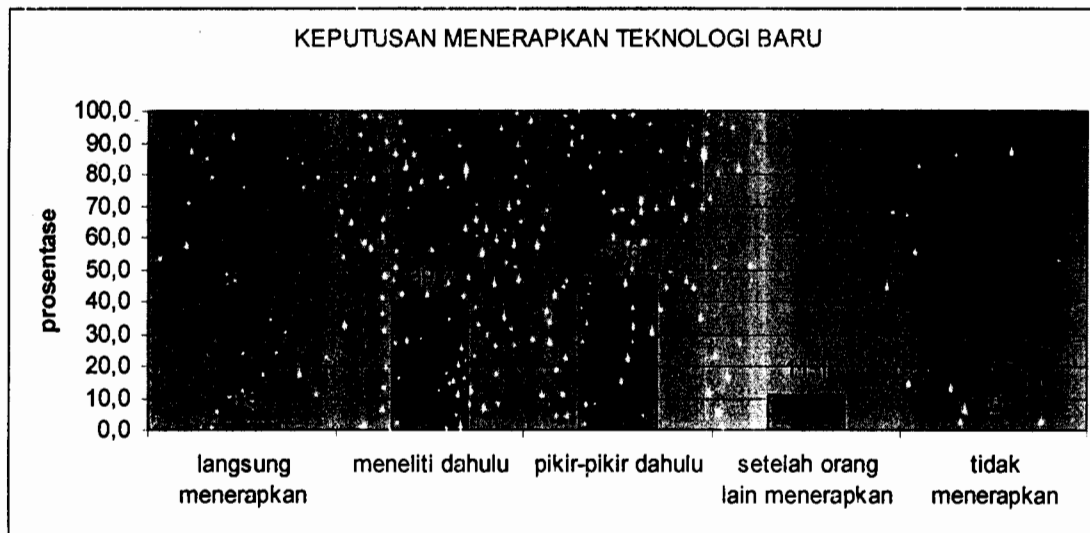 KEPUTUSAN MENERAPKAN TEKNOLOGI BARU
prosentase
100,0
90,0
80,0
70,0
60,0
50,0
40,0
30,0
20,0
10,0
0,0
langsung
menerapkan
meneliti dahulu
pikir-pikir dahulu
setelah orang
lain menerapkan
tidak
menerapkan